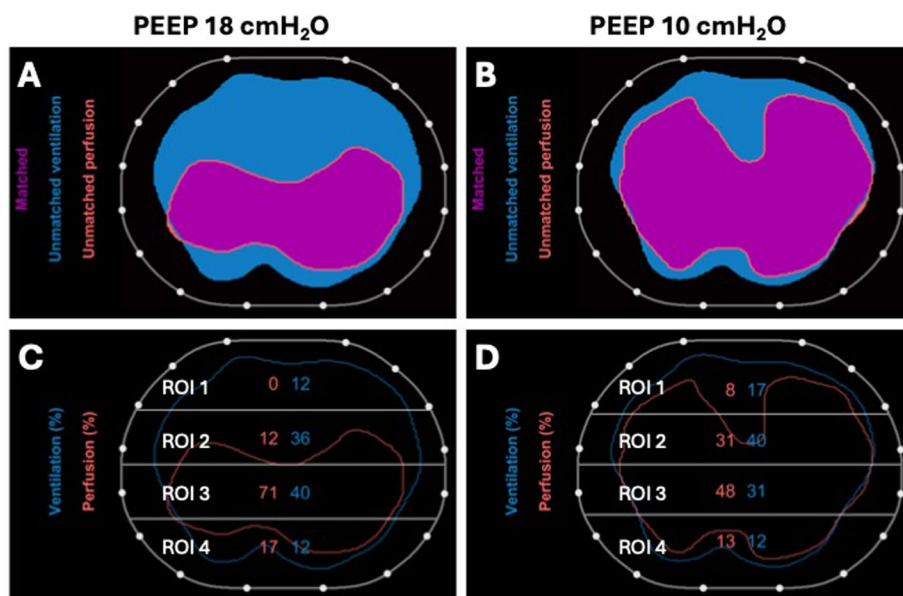 PEEP 18 cmH₂O
PEEP 10 cmH₂O
A
Matched
Unmatched ventilation
Unmatched perfusion
B
Matched
Unmatched ventilation
Unmatched perfusion
C
Ventilation (%)
Perfusion (%)
ROI 1 0 12
ROI 2 12 36
ROI 3 71 40
ROI 4 17 12
D
Ventilation (%)
Perfusion (%)
ROI 1 8 17
ROI 2 31 40
ROI 3 48 31
ROI 4 13 12